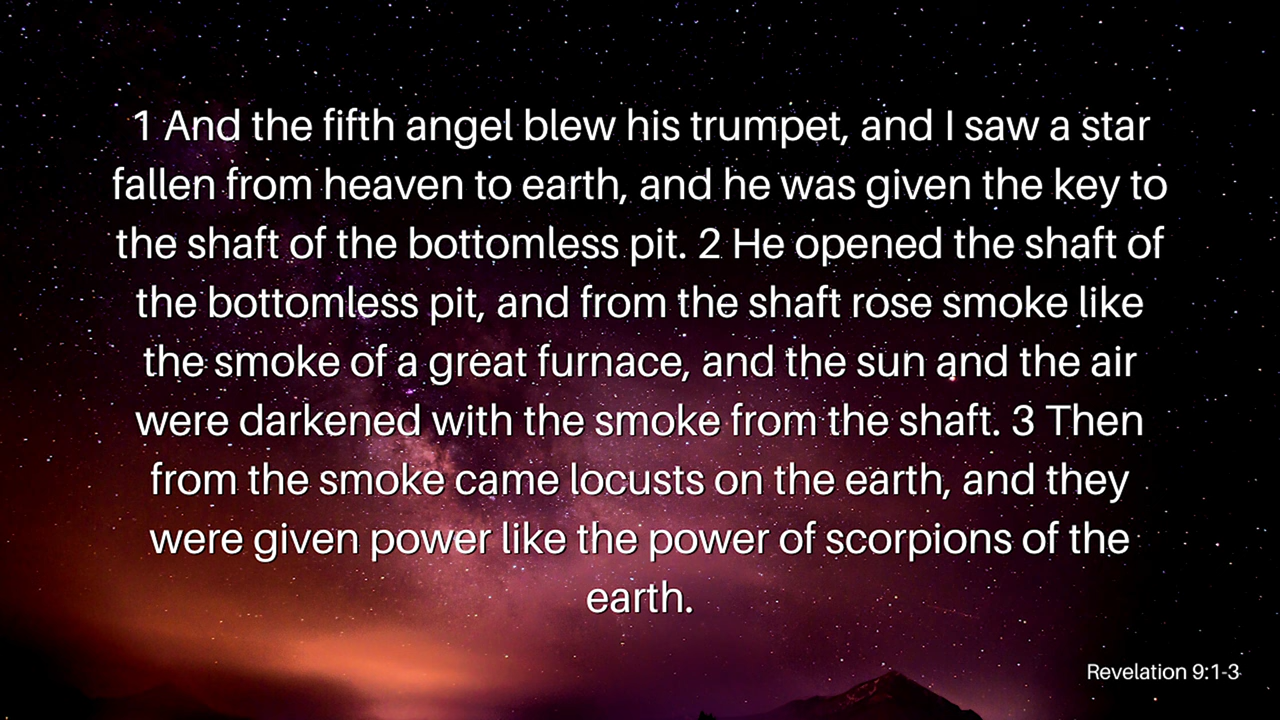 1 And the fifth angel blew his trumpet, and I saw a star
fallen from heaven to earth, and he was given the key to
the shaft of the bottomless pit. 2 He opened the shaft of
the bottomless pit, and from the shaft rose smoke like
the smoke of a great furnace, and the sun and the air
were darkened with the smoke from the shaft. 3 Then
from the smoke came locusts on the earth, and they
were given power like the power of scorpions of the
earth.
Revelation 9:1-3